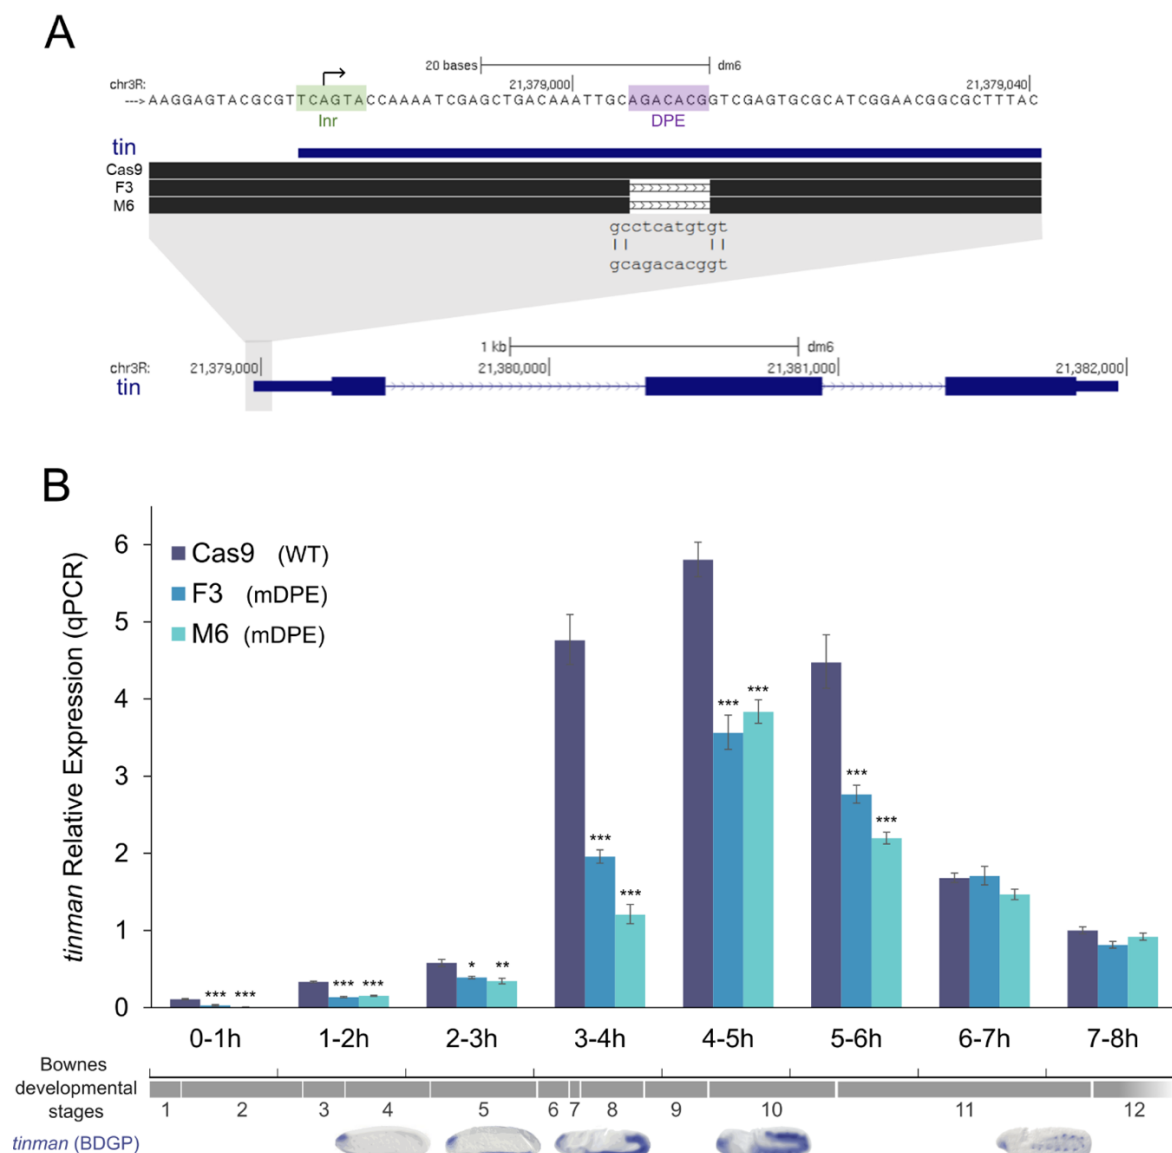 A
20 bases dm6
chr3R: 21,379,000 21,379,040
---> AAGGAGTACGCGTTCAGTACCAAAATCGAGCTGACAAATTGCAGACACGGTCGAGTGCGCATCGGAACGGCGCTTTAC
Inr DPE
tin
Cas9
F3
M6
gcctcatgtgt
gcagacacggt
1 kb dm6
chr3R: 21,379,000 21,380,000 21,381,000 21,382,000
tin
B
tinman Relative Expression (qPCR)
Cas9 (WT)
F3 (mDPE)
M6 (mDPE)
6
5
4
3
2
1
0
*** ***
*** ***
* **
*** ***
*** ***
*** ***
0-1h 1-2h 2-3h 3-4h 4-5h 5-6h 6-7h 7-8h
Bownes
developmental
stages
1 2 3 4 5 6 7 8 9 10 11 12
tinman (BDGP)